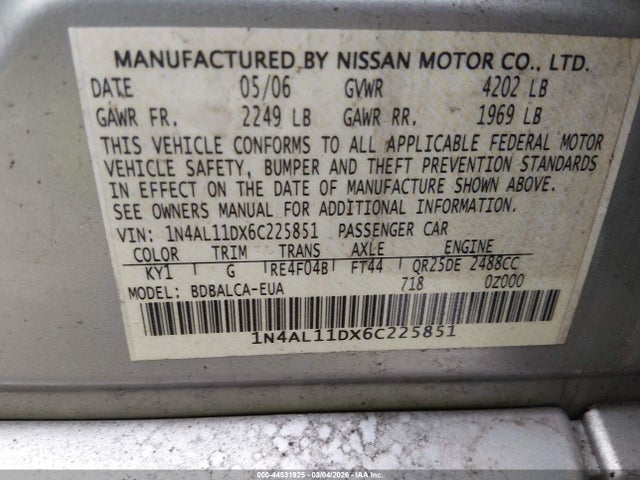 MANUFACTURED BY NISSAN MOTOR CO., LTD.
DATE 05/06 GVWR 4202 LB
GAWR FR. 2249 LB GAWR RR. 1969 LB
THIS VEHICLE CONFORMS TO ALL APPLICABLE FEDERAL MOTOR
VEHICLE SAFETY, BUMPER AND THEFT PREVENTION STANDARDS
IN EFFECT ON THE DATE OF MANUFACTURE SHOWN ABOVE.
SEE OWNERS MANUAL FOR ADDITIONAL INFORMATION.
VIN: 1N4AL11DX6C225851 PASSENGER CAR
COLOR TRIM TRANS AXLE ENGINE
KY1 G RE4F04B FT44 QR25DE 2488CC
MODEL: BDBALCA-EUA 718 0Z000
1N4AL11DX6C225851
000-44531925 - 03/04/2026 - COPART, INC.